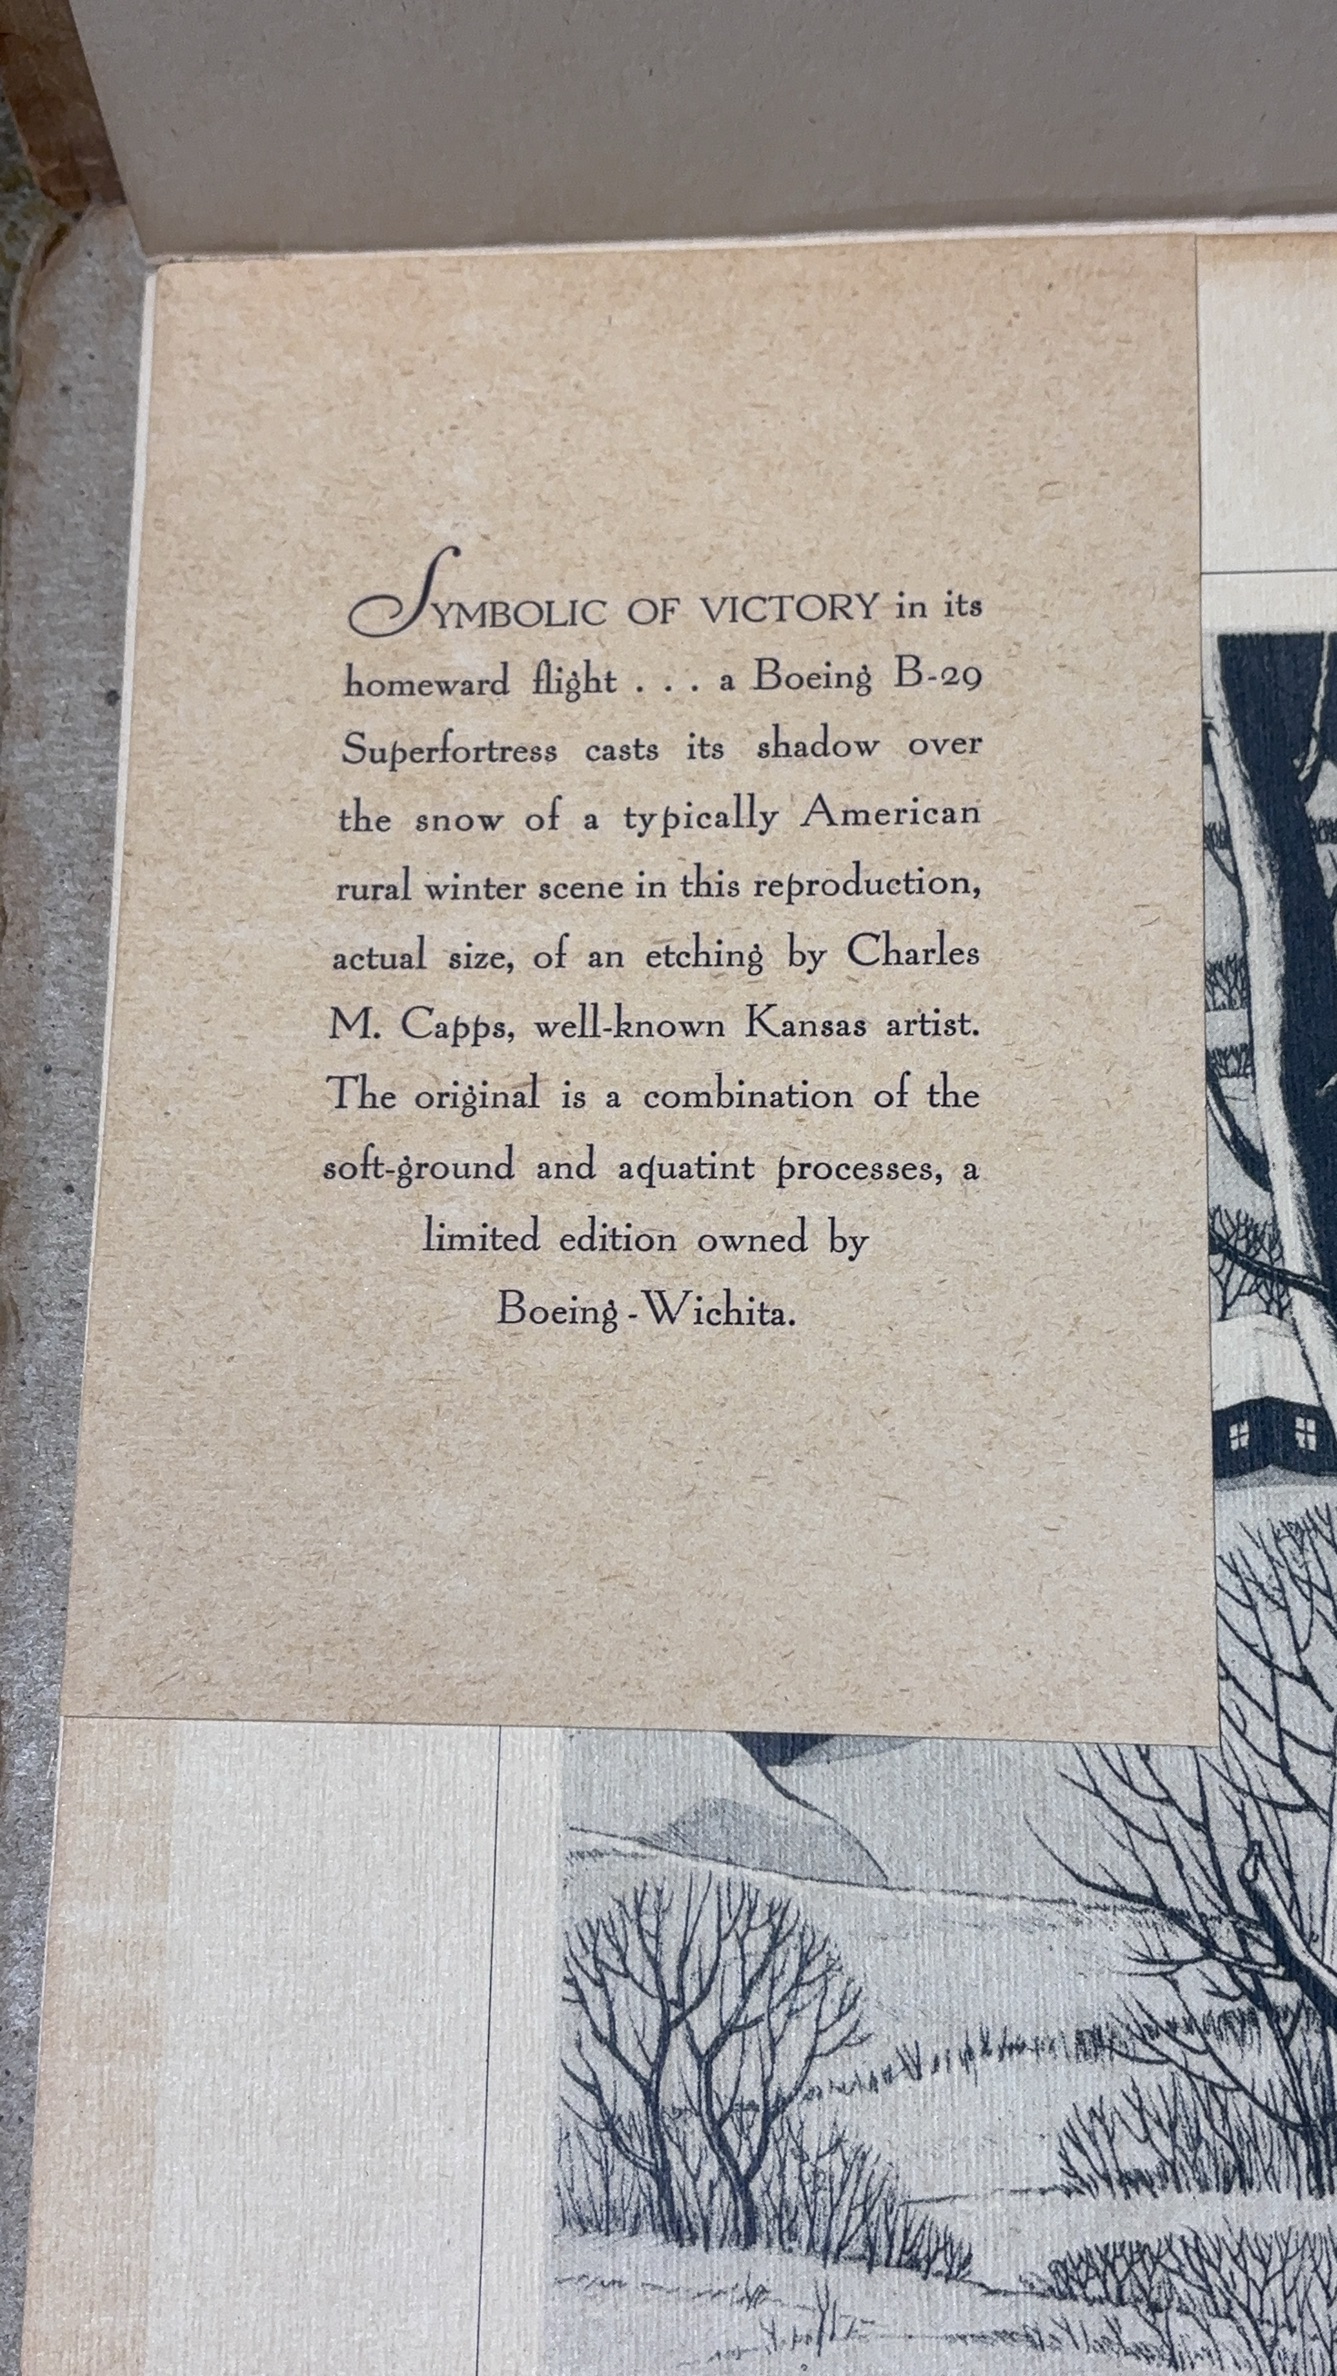 SYMBOLIC OF VICTORY in its
homeward flight . . . a Boeing B-29
Superfortress casts its shadow over
the snow of a typically American
rural winter scene in this reproduction,
actual size, of an etching by Charles
M. Capps, well-known Kansas artist.
The original is a combination of the
soft-ground and aquatint processes, a
limited edition owned by
Boeing-Wichita.